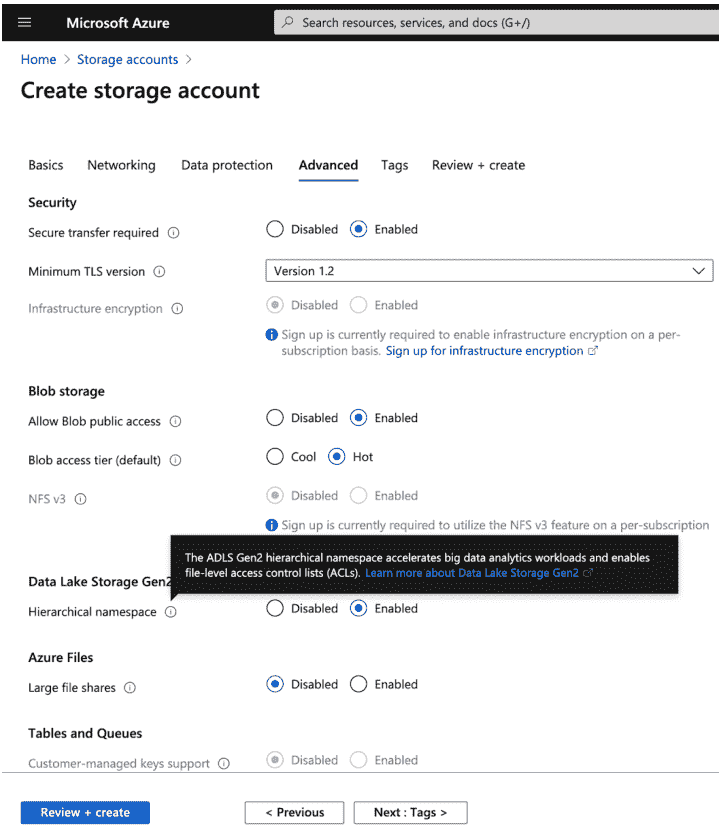 Microsoft Azure
Search resources, services, and docs (G+/)
Home > Storage accounts >
Create storage account
Basics Networking Data protection Advanced Tags Review + create
Security
Secure transfer required Disabled Enabled
Minimum TLS version Version 1.2
Infrastructure encryption Disabled Enabled
Sign up is currently required to enable infrastructure encryption on a per-
subscription basis. Sign up for infrastructure encryption
Blob storage
Allow Blob public access Disabled Enabled
Blob access tier (default) Cool Hot
NFS v3 Disabled Enabled
Sign up is currently required to utilize the NFS v3 feature on a per-subscription
The ADLS Gen2 hierarchical namespace accelerates big data analytics workloads and enables
file-level access control lists (ACLs). Learn more about Data Lake Storage Gen2
Data Lake Storage Gen2
Hierarchical namespace Disabled Enabled
Azure Files
Large file shares Disabled Enabled
Tables and Queues
Customer-managed keys support Disabled Enabled
Review + create < Previous Next : Tags >